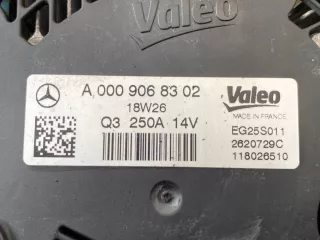 Valeo
A 000 906 83 02
18W26
Q3 250A 14V
Valeo
MADE IN FRANCE
EG25S011
2620729C
118026510